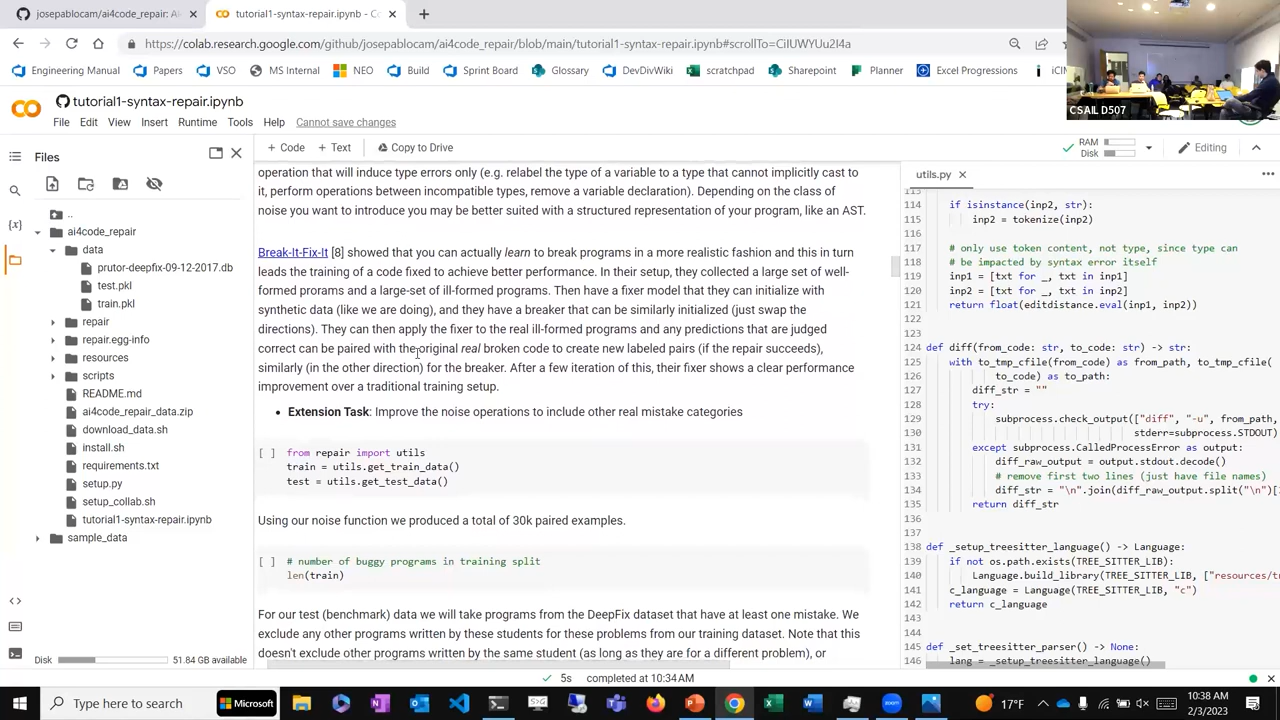 josepablocam/ai4code_repair: AI
tutorial1-syntax-repair.ipynb - Co
https://colab.research.google.com/github/josepablocam/ai4code_repair/blob/main/tutorial1-syntax-repair.ipynb#scrollTo=CiIUWYUu2I4a
Engineering Manual
Papers
VSO
MS Internal
NEO
Build
Sprint Board
Glossary
DevDivWiki
scratchpad
Sharepoint
Planner
Excel Progressions
CSAIL D507
tutorial1-syntax-repair.ipynb
File Edit View Insert Runtime Tools Help Cannot save changes
Files
+ Code + Text Copy to Drive
RAM
Disk
Editing
..
ai4code_repair
data
prutor-deepfix-09-12-2017.db
test.pkl
train.pkl
repair
repair.egg-info
resources
scripts
README.md
ai4code_repair_data.zip
download_data.sh
install.sh
requirements.txt
setup.py
setup_collab.sh
tutorial1-syntax-repair.ipynb
sample_data
Disk
51.84 GB available
operation that will induce type errors only (e.g. relabel the type of a variable to a type that cannot implicitly cast to
it, perform operations between incompatible types, remove a variable declaration). Depending on the class of
noise you want to introduce you may be better suited with a structured representation of your program, like an AST.
Break-It-Fix-It [8] showed that you can actually learn to break programs in a more realistic fashion and this in turn
leads the training of a code fixed to achieve better performance. In their setup, they collected a large set of well-
formed prorams and a large-set of ill-formed programs. Then have a fixer model that they can initialize with
synthetic data (like we are doing), and they have a breaker that can be similarly initialized (just swap the
directions). They can then apply the fixer to the real ill-formed programs and any predictions that are judged
correct can be paired with the original real broken code to create new labeled pairs (if the repair succeeds),
similarly (in the other direction) for the breaker. After a few iteration of this, their fixer shows a clear performance
improvement over a traditional training setup.
• Extension Task: Improve the noise operations to include other real mistake categories
[ ] from repair import utils
train = utils.get_train_data()
test = utils.get_test_data()
Using our noise function we produced a total of 30k paired examples.
[ ] # number of buggy programs in training split
len(train)
For our test (benchmark) data we will take programs from the DeepFix dataset that have at least one mistake. We
exclude any other programs written by these students for these problems from our training dataset. Note that this
doesn't exclude other programs written by the same student (as long as they are for a different problem), or
utils.py
113
114 if isinstance(inp2, str):
115 inp2 = tokenize(inp2)
116
117 # only use token content, not type, since type can
118 # be impacted by syntax error itself
119 inp1 = [txt for _, txt in inp1]
120 inp2 = [txt for _, txt in inp2]
121 return float(editdistance.eval(inp1, inp2))
122
123
124 def diff(from_code: str, to_code: str) -> str:
125 with to_tmp_cfile(from_code) as from_path, to_tmp_cfile(
126 to_code) as to_path:
127 diff_str = ""
128 try:
129 subprocess.check_output(["diff", "-u", from_path,
130 stderr=subprocess.STDOUT)
131 except subprocess.CalledProcessError as output:
132 diff_raw_output = output.stdout.decode()
133 # remove first two lines (just have file names)
134 diff_str = "\n".join(diff_raw_output.split("\n")[
135 return diff_str
136
137
138 def _setup_treesitter_language() -> Language:
139 if not os.path.exists(TREE_SITTER_LIB):
140 Language.build_library(TREE_SITTER_LIB, ["resources/t
141 c_language = Language(TREE_SITTER_LIB, "c")
142 return c_language
143
144
145 def _set_treesitter_parser() -> None:
146 lang = _setup_treesitter_language()
5s completed at 10:34 AM
Type here to search
Microsoft
17°F
10:38 AM
2/3/2023